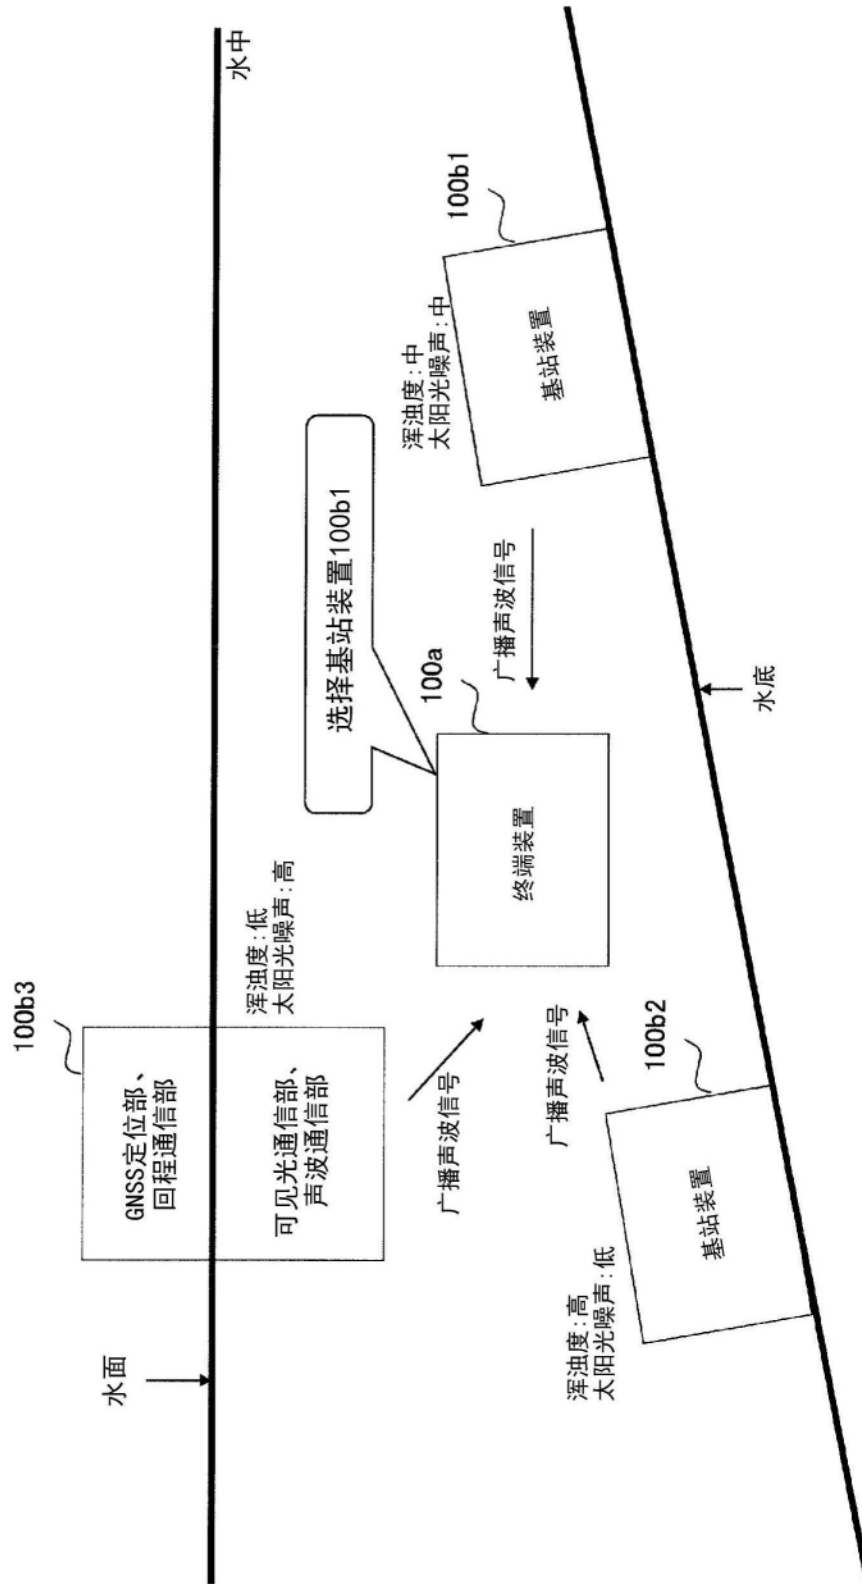 水面
100b3
GNSS定位部、
回程通信部
可见光通信部、
声波通信部
浑浊度:低
太阳光噪声:高
水中
选择基站装置100b1
100a
终端装置
广播声波信号
广播声波信号
广播声波信号
浑浊度:中
太阳光噪声:中
100b1
基站装置
浑浊度:高
太阳光噪声:低
100b2
基站装置
水底